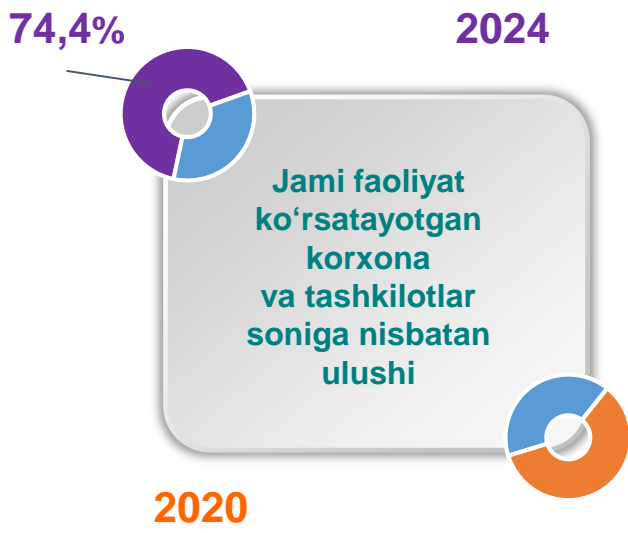 74,4%
2024
Jami faoliyat
ko‘rsatayotgan
korxona
va tashkilotlar
soniga nisbatan
ulushi
2020